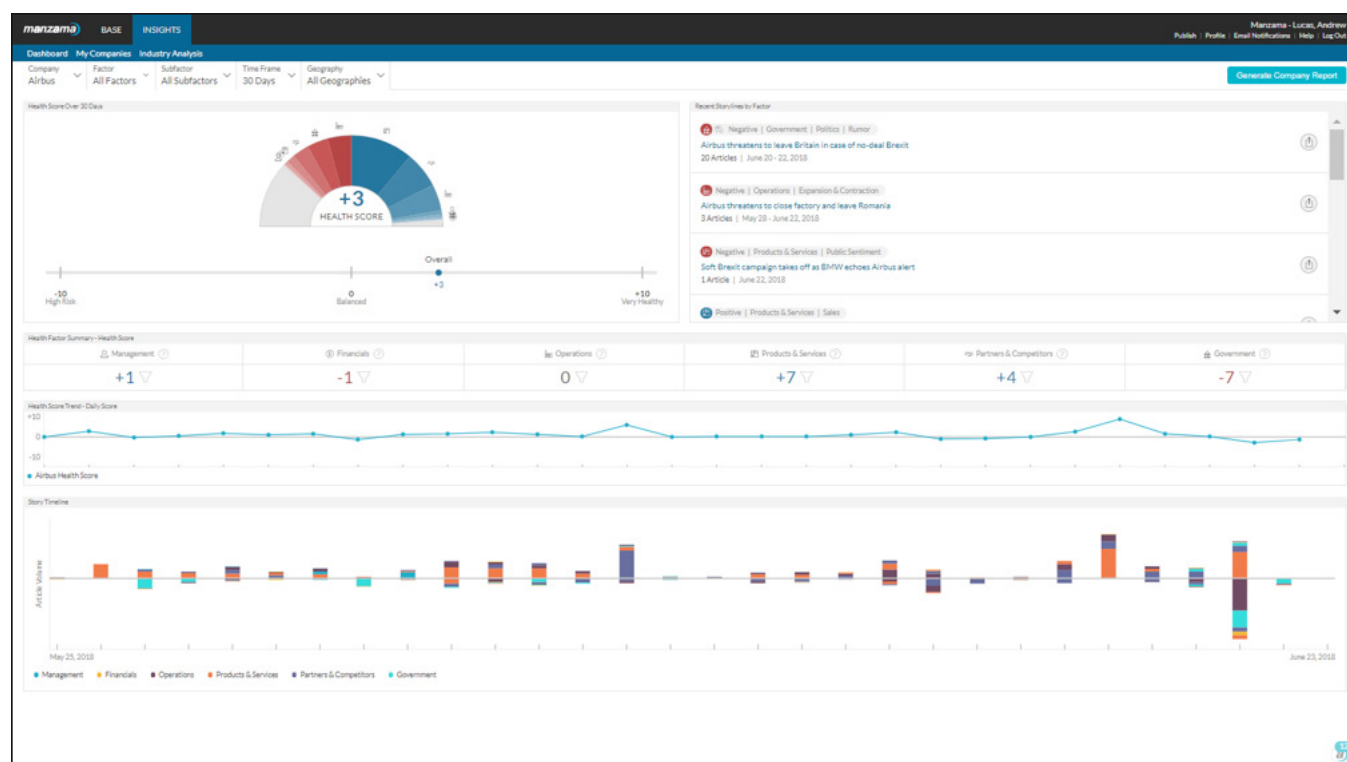 manzama
BASE
INSIGHTS
Manzama - Lucas, Andrew
Publish | Profile | Email Notifications | Help | Log Out
Dashboard My Companies Industry Analysis
Company Factor Subfactor Time Frame Geography
Airbus All Factors All Subfactors 30 Days All Geographies
Generate Company Report
Health Score Over 30 Days
+3
HEALTH SCORE
Overall
+3
-10 0 +10
High Risk Balanced Very Healthy
Recent Storylines by Factor
Negative | Government | Politics | Rumor
Airbus threatens to leave Britain in case of no-deal Brexit
20 Articles | June 20 - 22, 2018
Negative | Operations | Expansion & Contraction
Airbus threatens to close factory and leave Romania
3 Articles | May 28 - June 22, 2018
Negative | Products & Services | Public Sentiment
Soft Brexit campaign takes off as BMW echoes Airbus alert
1 Article | June 22, 2018
Positive | Products & Services | Sales
Health Factor Summary - Health Score
Management ? Financials ? Operations ? Products & Services ? Partners & Competitors ? Government ?
+1 -1 0 +7 +4 -7
Health Score Trend - Daily Score
+10
0
-10
Airbus Health Score
Story Timeline
Article Volume
May 25, 2018 June 23, 2018
Management Financials Operations Products & Services Partners & Competitors Government